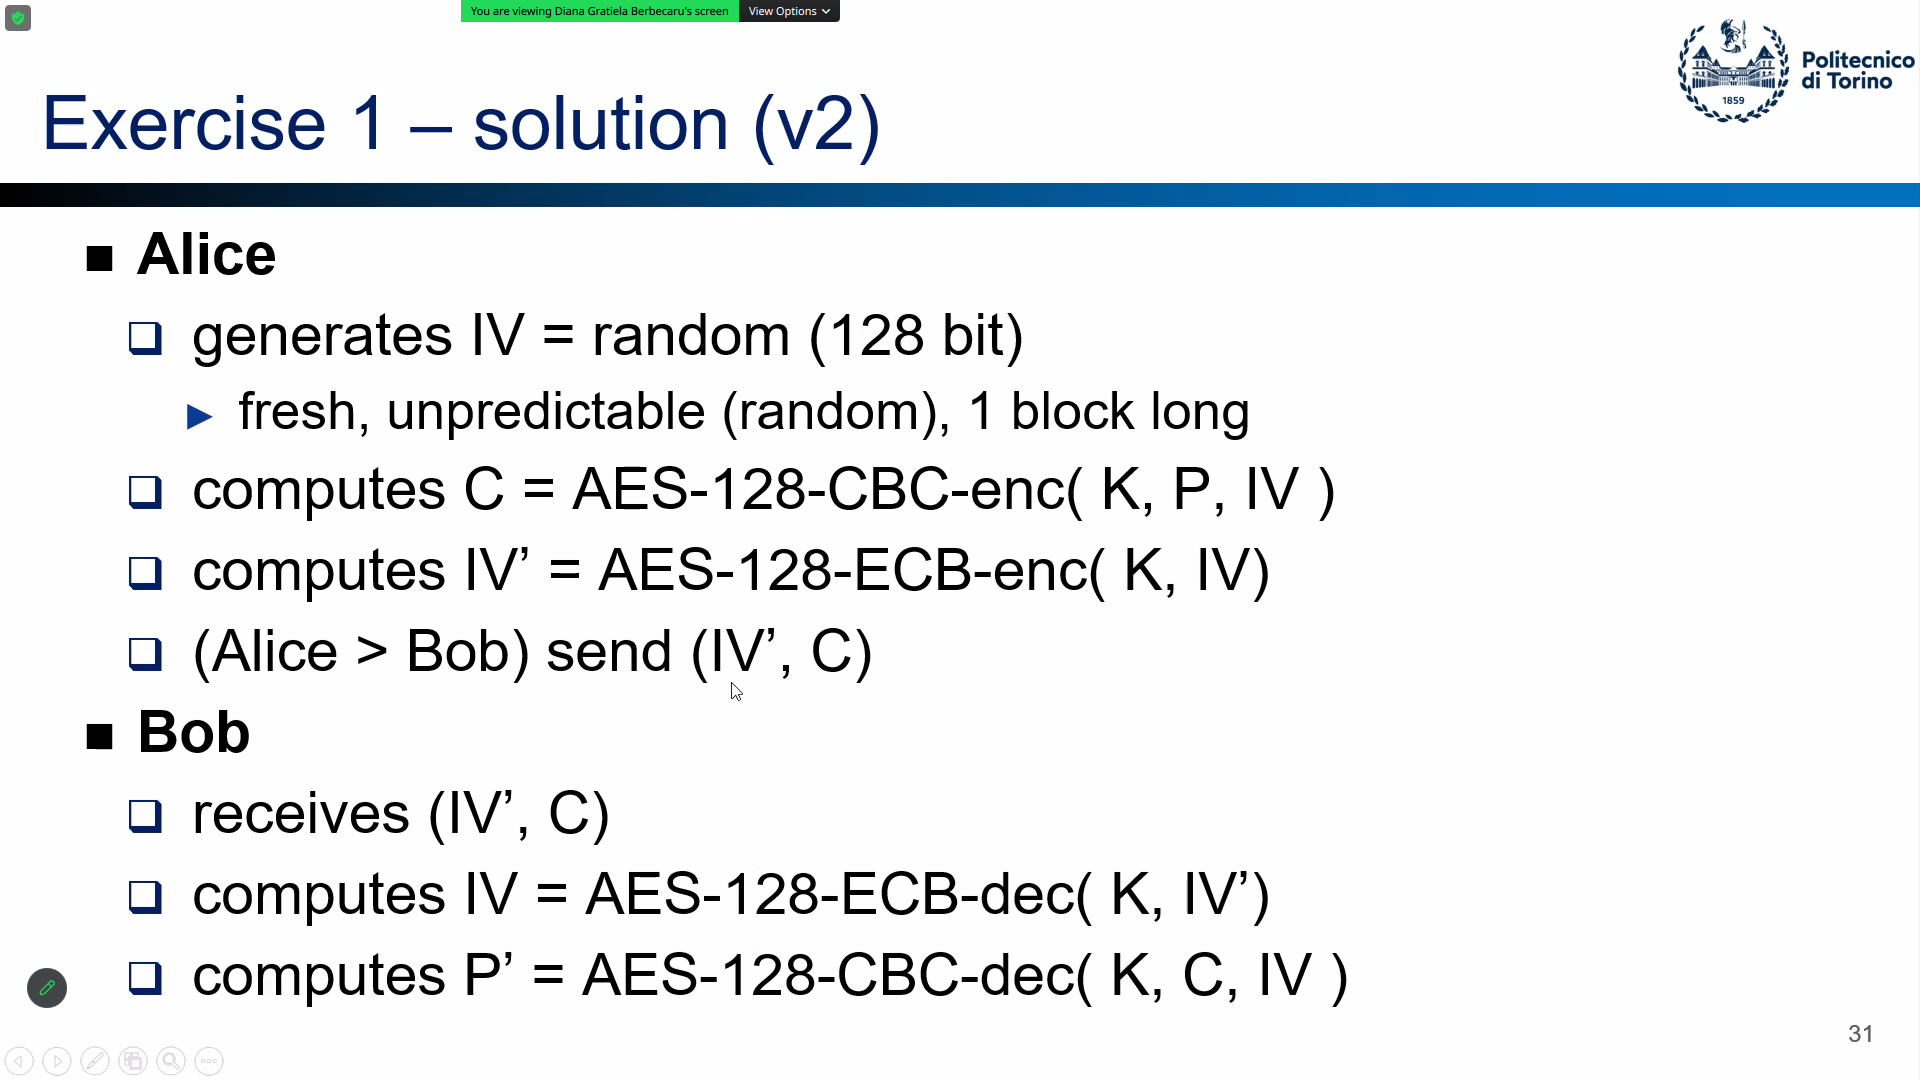 You are viewing Diana Gratiela Berbecaru's screen View Options
Politecnico
di Torino
1859
Exercise 1 – solution (v2)
Alice
generates IV = random (128 bit)
fresh, unpredictable (random), 1 block long
computes C = AES-128-CBC-enc( K, P, IV )
computes IV’ = AES-128-ECB-enc( K, IV)
(Alice > Bob) send (IV’, C)
Bob
receives (IV’, C)
computes IV = AES-128-ECB-dec( K, IV’)
computes P’ = AES-128-CBC-dec( K, C, IV )
31